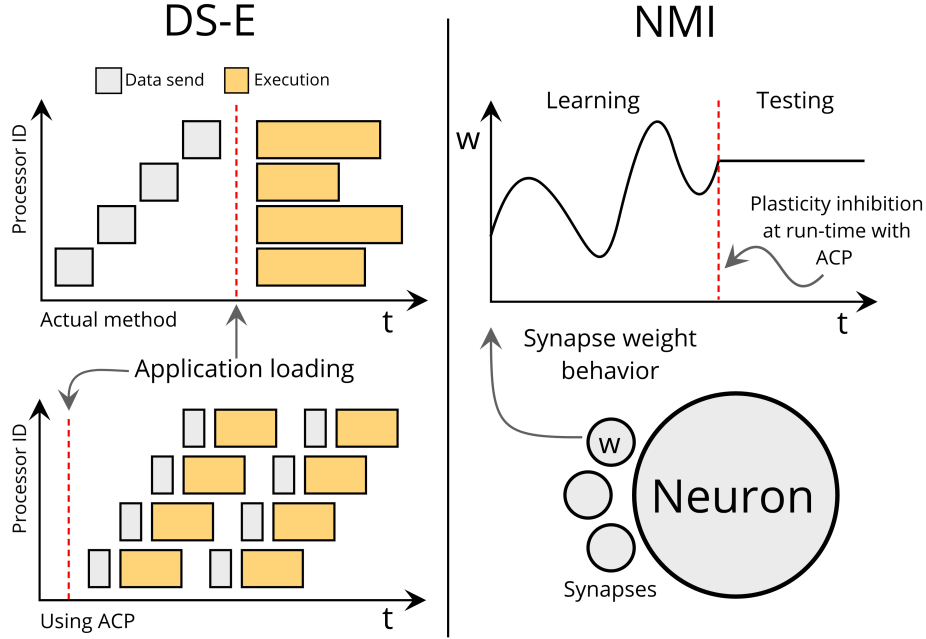 DS-E
Data send
Execution
Processor ID
Actual method
t
Application loading
Processor ID
Using ACP
t
NMI
Learning
Testing
w
Plasticity inhibition
at run-time with
ACP
t
Synapse weight
behavior
w
Neuron
Synapses